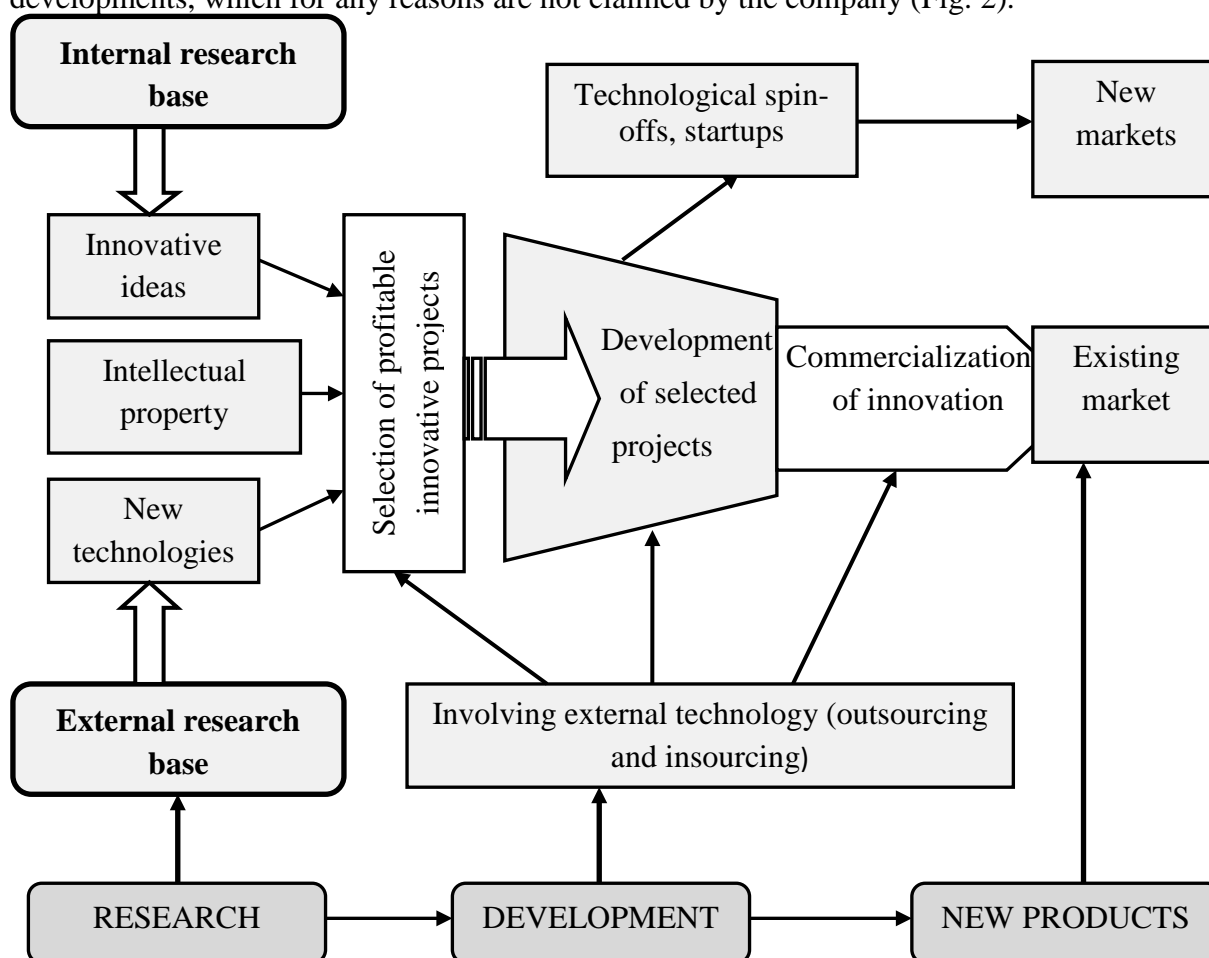 developments, which for any reasons are not claimed by the company (Fig. 2).
Internal research
base
Technological spin-
offs, startups
New
markets
Innovative
ideas
Intellectual
property
New
technologies
Selection of profitable
innovative projects
Development
of selected
projects
Commercialization
of innovation
Existing
market
External research
base
Involving external technology (outsourcing
and insourcing)
RESEARCH
DEVELOPMENT
NEW PRODUCTS